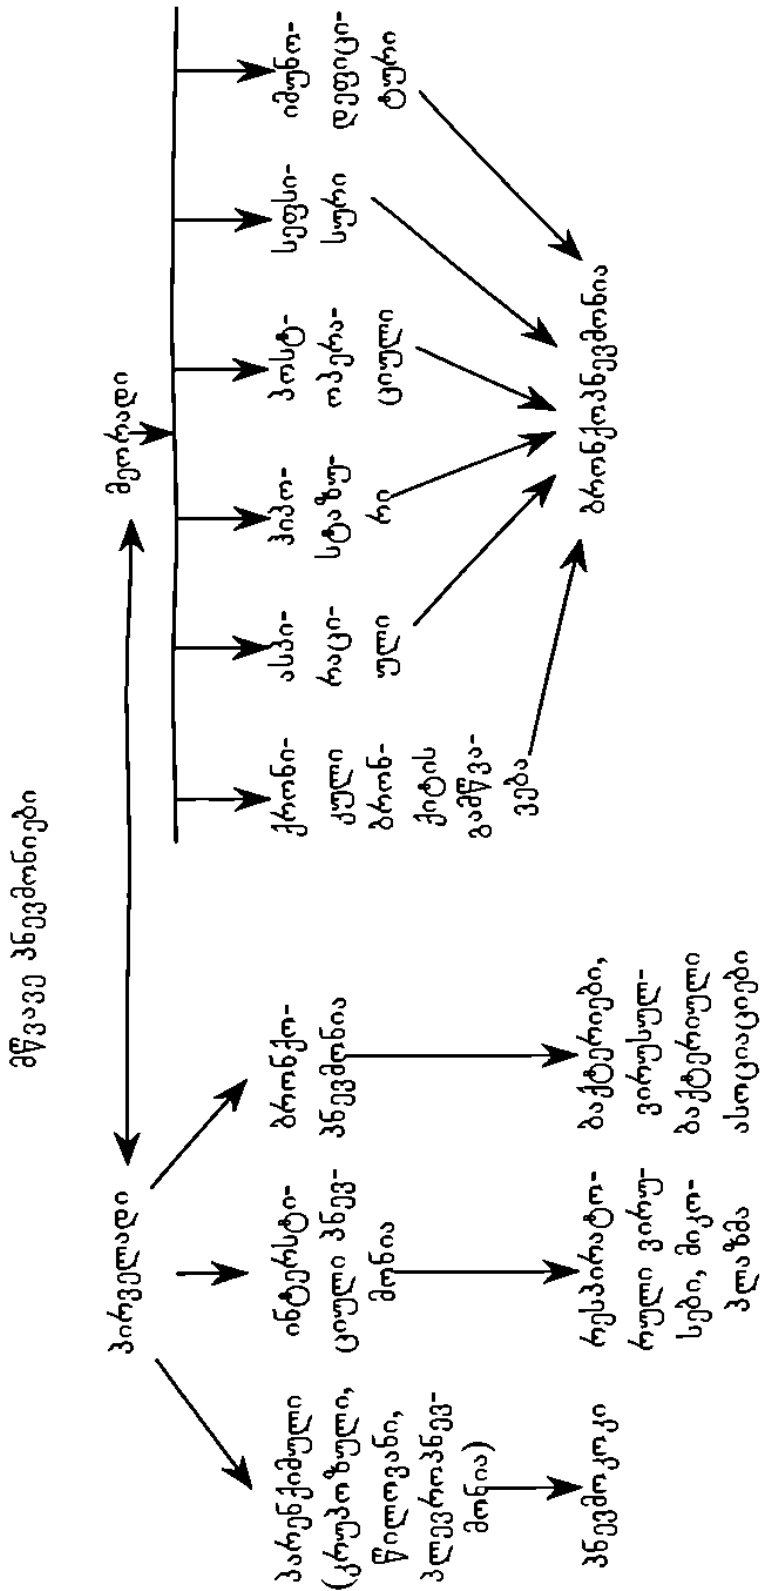 მწვავე პნევმონიები
პირველადი
მეორადი
პარენქიმული
(კრუპოზული,
წილოვანი,
პლევროპნევ-
მონია)
ინტერსტი-
ციული პნევ-
მონია
ბრონქო-
პნევმონია
ქრონი-
კული
ბრონ-
ქიტის
გამწვა-
ვება
ასპი-
რაცი-
ული
ჰიპო-
სტაზუ-
რი
პოსტ-
ოპერა-
ციული
სეფსი-
სური
იმუნო-
დეფიცი-
ტური
პნევმოკოკი
რესპირატო-
რული ვირუ-
სები, მიკო-
პლაზმა
ბაქტერიები,
ვირუსულ-
ბაქტერიული
ასოციაციები
ბრონქოპნევმონია